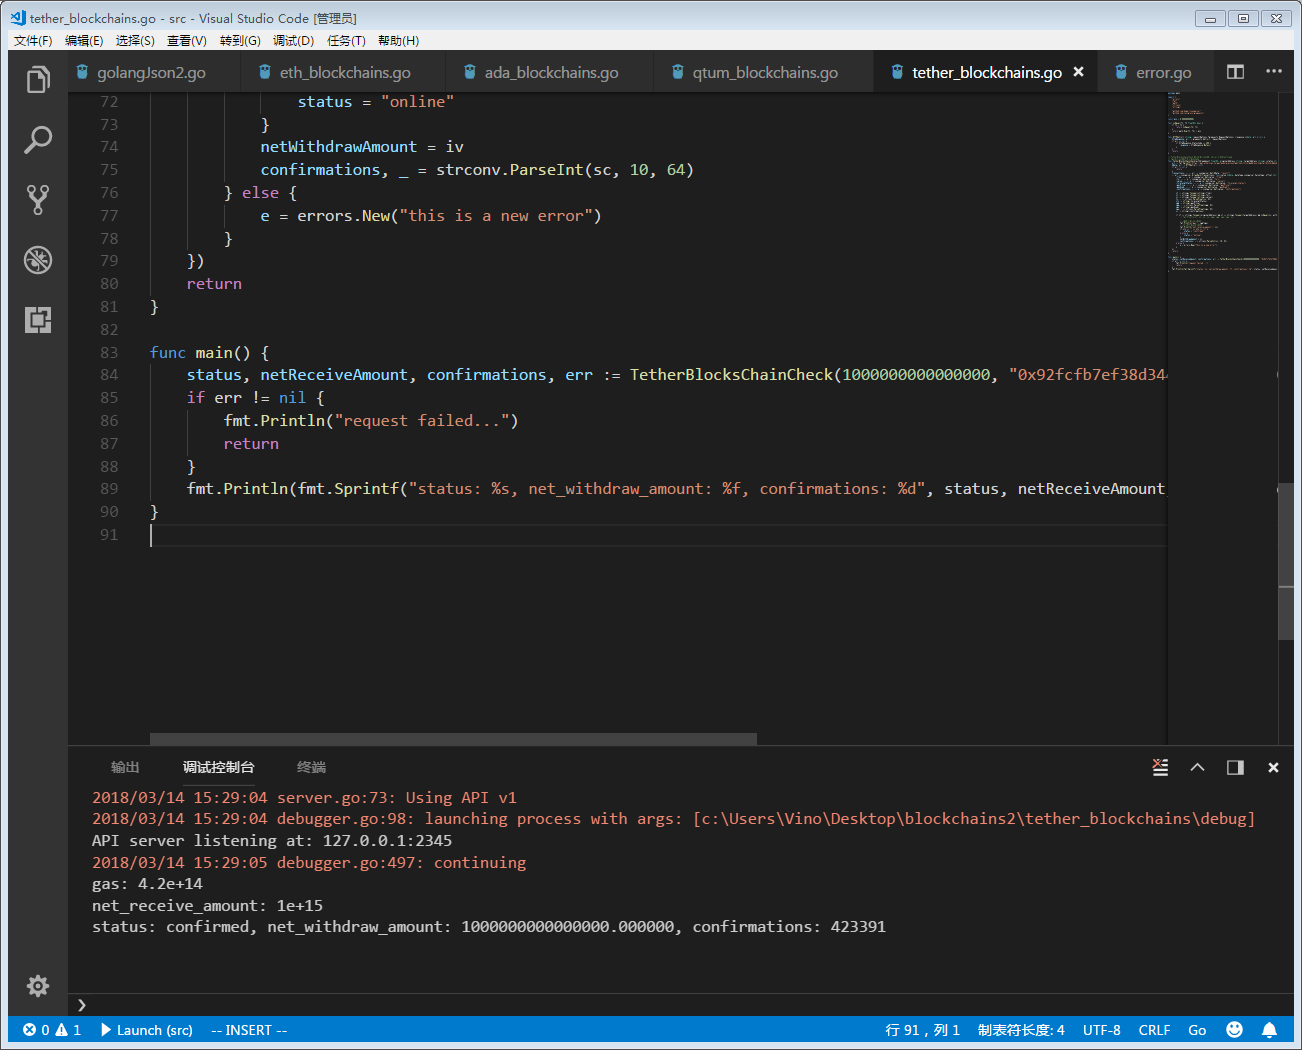 tether_blockchains.go - src - Visual Studio Code [管理员]
文件(F) 编辑(E) 选择(S) 查看(V) 转到(G) 调试(D) 任务(T) 帮助(H)
golangJson2.go eth_blockchains.go ada_blockchains.go qtum_blockchains.go tether_blockchains.go error.go
72 status = "online"
73 }
74 netWithdrawAmount = iv
75 confirmations, _ = strconv.ParseInt(sc, 10, 64)
76 } else {
77 e = errors.New("this is a new error")
78 }
79 })
80 return
81 }
82
83 func main() {
84 status, netReceiveAmount, confirmations, err := TetherBlocksChainCheck(1000000000000000, "0x92fcfb7ef38d344
85 if err != nil {
86 fmt.Println("request failed...")
87 return
88 }
89 fmt.Println(fmt.Sprintf("status: %s, net_withdraw_amount: %f, confirmations: %d", status, netReceiveAmount,
90 }
91
输出 调试控制台 终端
2018/03/14 15:29:04 server.go:73: Using API v1
2018/03/14 15:29:04 debugger.go:98: launching process with args: [c:\Users\Vino\Desktop\blockchains2\tether_blockchains\debug]
API server listening at: 127.0.0.1:2345
2018/03/14 15:29:05 debugger.go:497: continuing
gas: 4.2e+14
net_receive_amount: 1e+15
status: confirmed, net_withdraw_amount: 1000000000000000.000000, confirmations: 423391
0 1 Launch (src) -- INSERT -- 行 91，列 1 制表符长度: 4 UTF-8 CRLF Go